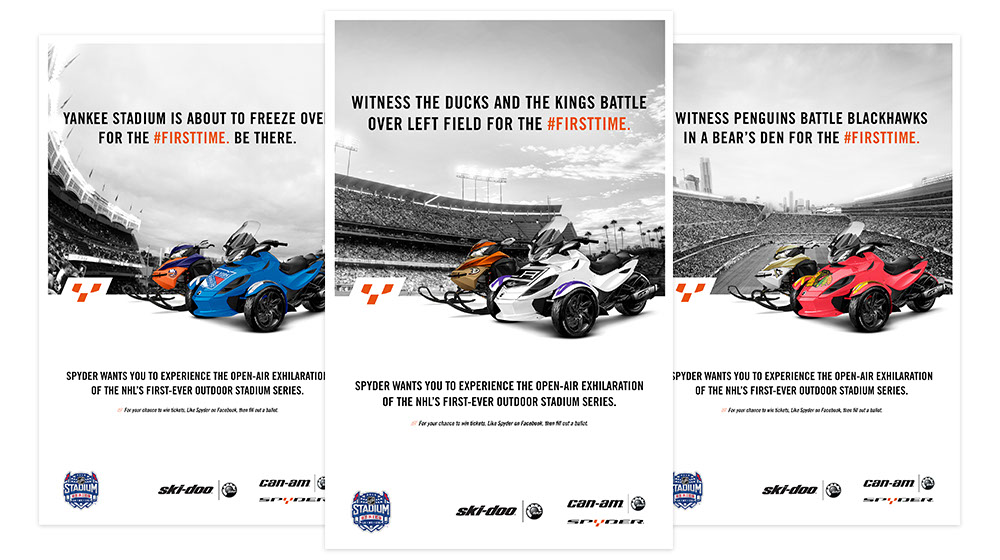 YANKEE STADIUM IS ABOUT TO FREEZE OVE
FOR THE #FIRSTTIME. BE THERE.
SPYDER WANTS YOU TO EXPERIENCE THE OPEN-AIR EXHILARATIO
OF THE NHL'S FIRST-EVER OUTDOOR STADIUM SERIES.
/// For your chance to win tickets, Like Spyder on Facebook, then fill out a ballot.
STADIUM
SERIES
ski-doo
can-am
SPYDER
WITNESS THE DUCKS AND THE KINGS BATTLE
OVER LEFT FIELD FOR THE #FIRSTTIME.
SPYDER WANTS YOU TO EXPERIENCE THE OPEN-AIR EXHILARATION
OF THE NHL'S FIRST-EVER OUTDOOR STADIUM SERIES.
/// For your chance to win tickets, Like Spyder on Facebook, then fill out a ballot.
STADIUM
SERIES
ski-doo
can-am
SPYDER
WITNESS PENGUINS BATTLE BLACKHAWKS
IN A BEAR'S DEN FOR THE #FIRSTTIME.
SPYDER WANTS YOU TO EXPERIENCE THE OPEN-AIR EXHILARATION
OF THE NHL'S FIRST-EVER OUTDOOR STADIUM SERIES.
/// For your chance to win tickets, Like Spyder on Facebook, then fill out a ballot.
STADIUM
SERIES
ski-doo
can-am
SPYDER